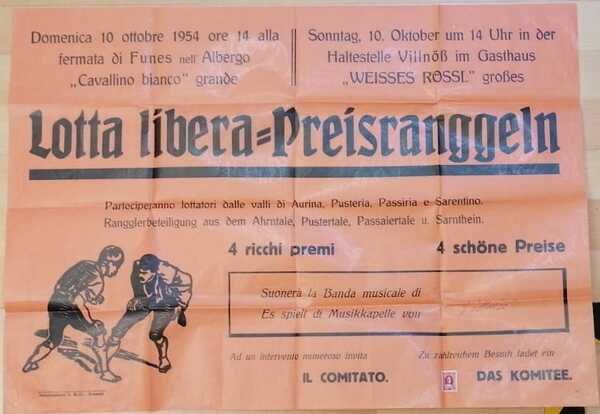 Domenica 10 ottobre 1954 ore 14 alla
fermata di Funes nell'Albergo
„Cavallino bianco" grande
Sonntag, 10. Oktober um 14 Uhr in der
Haltestelle Villnöß im Gasthaus
„WEISSES RÖSSL" großes
Lotta libera=Preisranggeln
Parteciperanno lottatori dalle valli di Aurina, Pusteria, Passiria e Sarentino.
Rangglerbeteiligung aus dem Ahrntale, Pustertale, Passaiertale u. Sarnthein.
4 ricchi premi
4 schöne Preise
Suonerà la Banda musicale di
Es spielt di Musikkapelle von
Ad un intervento numeroso invita
IL COMITATO.
Zu zahlreichem Besuch ladet ein
DAS KOMITEE.